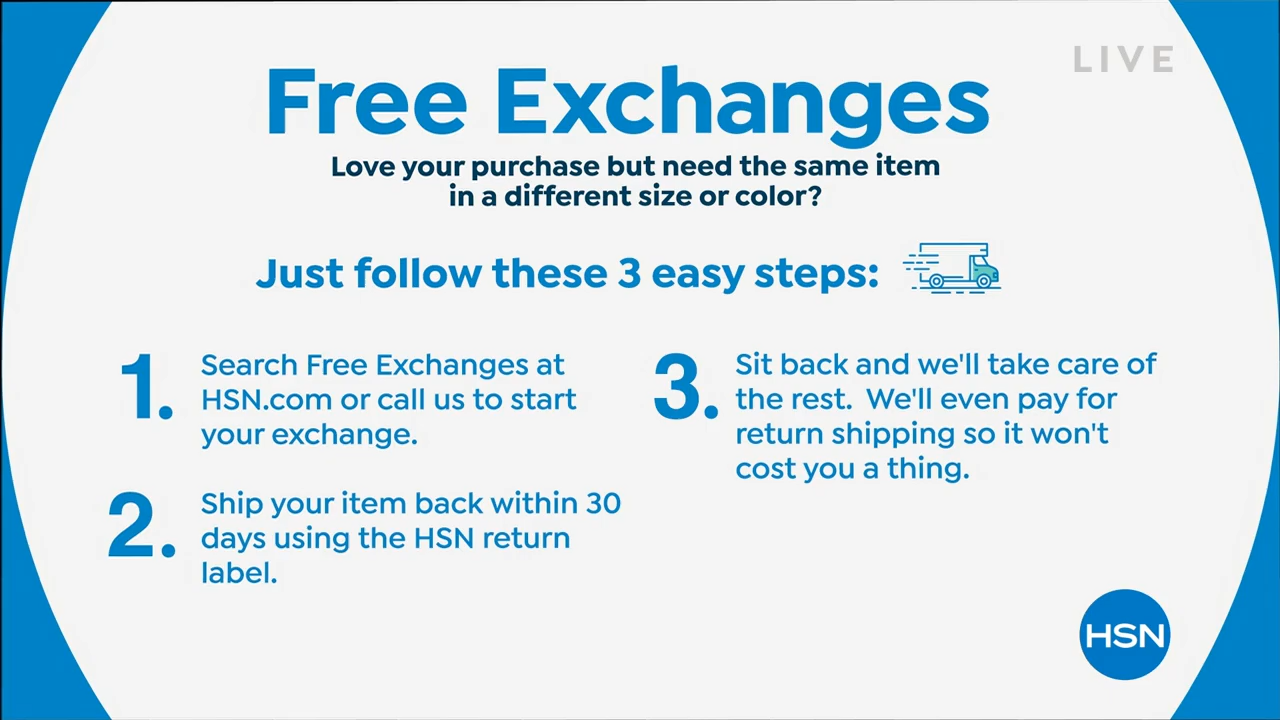 LIVE
Free Exchanges
Love your purchase but need the same item
in a different size or color?
Just follow these 3 easy steps:
1. Search Free Exchanges at
HSN.com or call us to start
your exchange.
2. Ship your item back within 30
days using the HSN return
label.
3. Sit back and we'll take care of
the rest.  We'll even pay for
return shipping so it won't
cost you a thing.
HSN